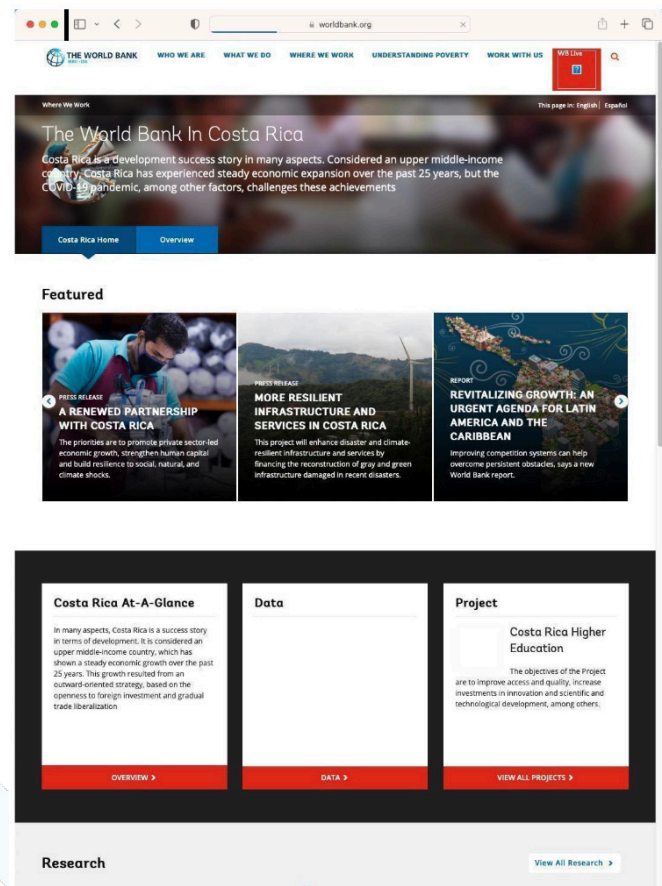 worldbank.org
THE WORLD BANK
WHO WE ARE
WHAT WE DO
WHERE WE WORK
UNDERSTANDING POVERTY
WORK WITH US
WB Live
Where We Work
This page in: English | Español
The World Bank In Costa Rica
Costa Rica is a development success story in many aspects. Considered an upper middle-income
country, Costa Rica has experienced steady economic expansion over the past 25 years, but the
COVID-19 pandemic, among other factors, challenges these achievements
Costa Rica Home
Overview
Featured
PRESS RELEASE
A RENEWED PARTNERSHIP
WITH COSTA RICA
The priorities are to promote private sector-led
economic growth, strengthen human capital
and build resilience to social, natural, and
climate shocks.
PRESS RELEASE
MORE RESILIENT
INFRASTRUCTURE AND
SERVICES IN COSTA RICA
This project will enhance disaster and climate-
resilient infrastructure and services by
financing the reconstruction of gray and green
infrastructure damaged in recent disasters.
REPORT
REVITALIZING GROWTH: AN
URGENT AGENDA FOR LATIN
AMERICA AND THE
CARIBBEAN
Improving competition systems can help
overcome persistent obstacles, says a new
World Bank report.
Costa Rica At-A-Glance
In many aspects, Costa Rica is a success story
in terms of development. It is considered an
upper middle-income country, which has
shown a steady economic growth over the past
25 years. This growth resulted from an
outward-oriented strategy, based on the
openness to foreign investment and gradual
trade liberalization
OVERVIEW
Data
DATA
Project
Costa Rica Higher
Education
The objectives of the Project
are to improve access and quality, increase
investments in innovation and scientific and
technological development, among others.
VIEW ALL PROJECTS
Research
View All Research